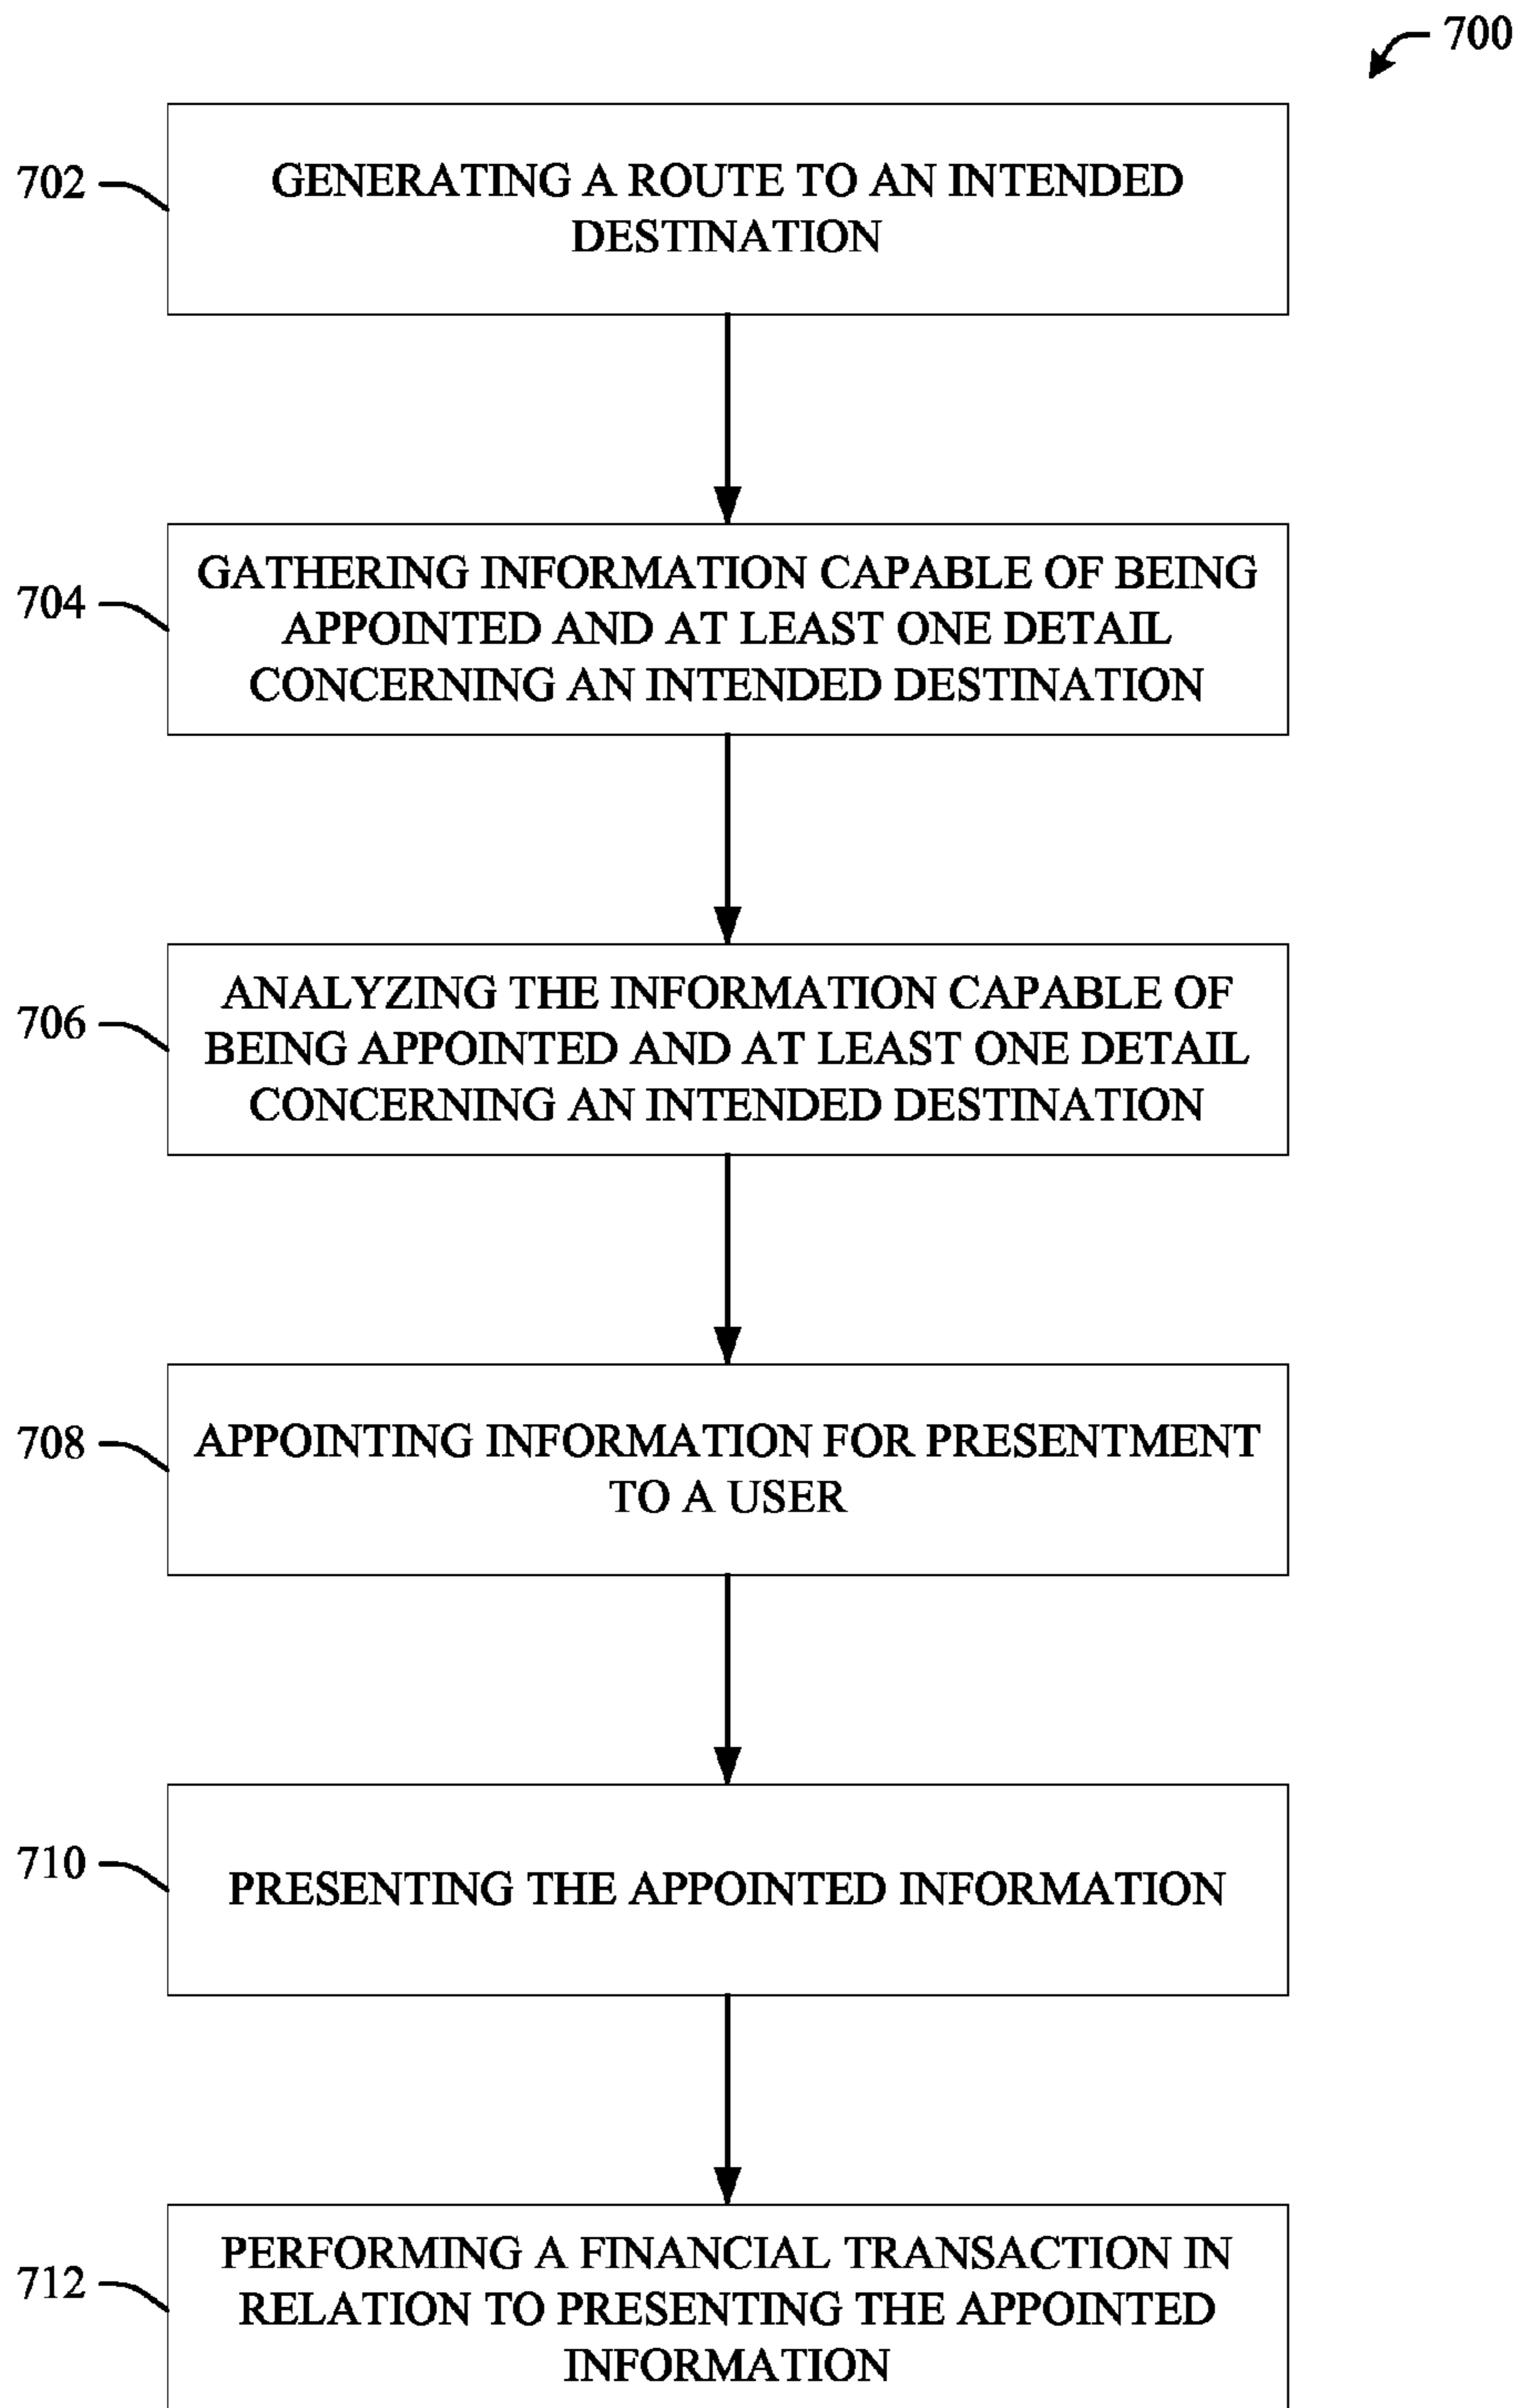 700
702
GENERATING A ROUTE TO AN INTENDED
DESTINATION
704
GATHERING INFORMATION CAPABLE OF BEING
APPOINTED AND AT LEAST ONE DETAIL
CONCERNING AN INTENDED DESTINATION
706
ANALYZING THE INFORMATION CAPABLE OF
BEING APPOINTED AND AT LEAST ONE DETAIL
CONCERNING AN INTENDED DESTINATION
708
APPOINTING INFORMATION FOR PRESENTMENT
TO A USER
710
PRESENTING THE APPOINTED INFORMATION
712
PERFORMING A FINANCIAL TRANSACTION IN
RELATION TO PRESENTING THE APPOINTED
INFORMATION